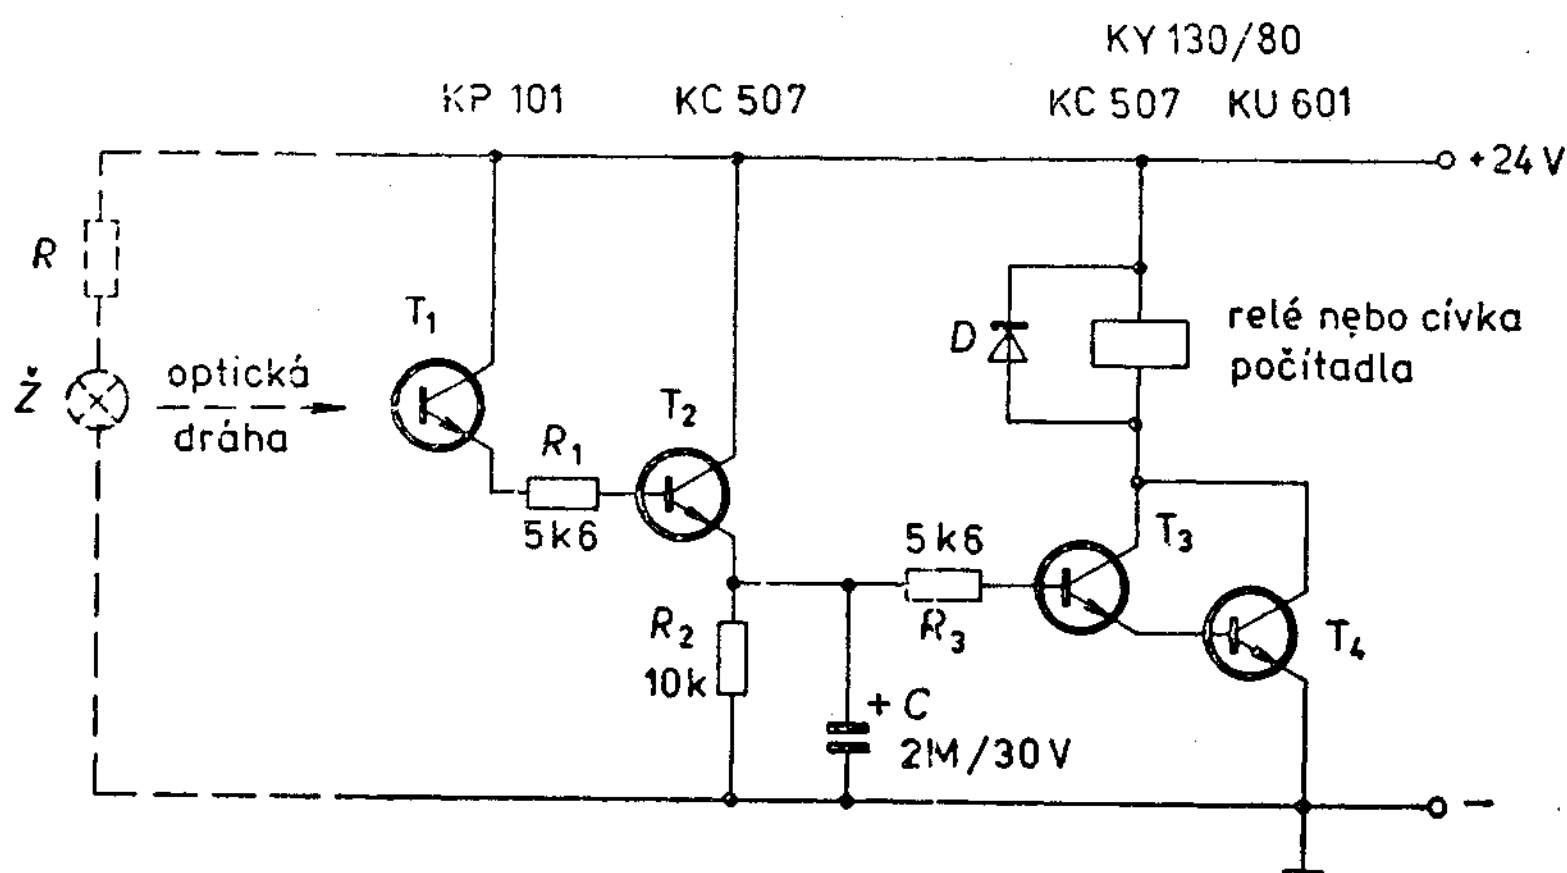 KY 130/80
KP 101
KC 507
KC 507
KU 601
+24 V
R
Ž
optická
dráha
T1
R1
5k6
T2
D
relé nebo cívka
počítadla
5k6
R3
T3
T4
R2
10k
+ C
2M/30V
−